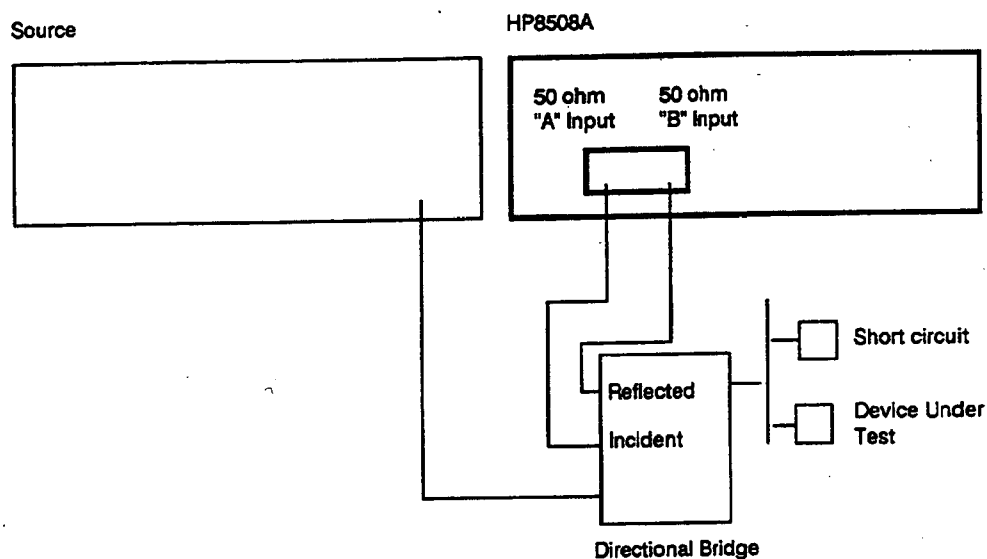 Source
HP8508A
50 ohm
"A" Input
50 ohm
"B" Input
Reflected
Incident
Short circuit
Device Under
Test
Directional Bridge